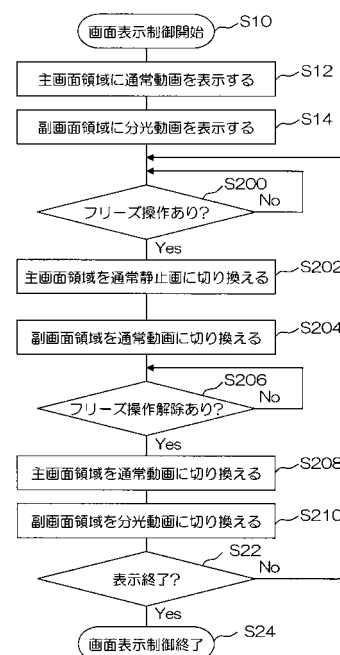 画面表示制御開始 S10
主画面領域に通常動画を表示する S12
副画面領域に分光動画を表示する S14
フリーズ操作あり? S200
No
Yes
主画面領域を通常静止画に切り換える S202
副画面領域を通常動画に切り換える S204
フリーズ操作解除あり? S206
No
Yes
主画面領域を通常動画に切り換える S208
副画面領域を分光動画に切り換える S210
表示終了? S22
No
Yes
画面表示制御終了 S24